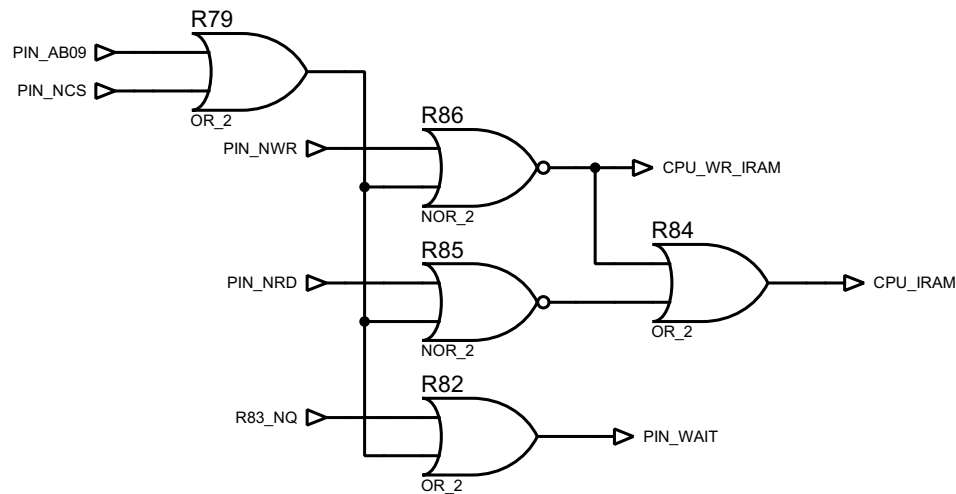 R79
PIN_AB09
PIN_NCS
OR_2
R86
PIN_NWR
CPU_WR_IRAM
NOR_2
R84
R85
PIN_NRD
CPU_IRAM
OR_2
NOR_2
R82
R83_NQ
PIN_WAIT
OR_2